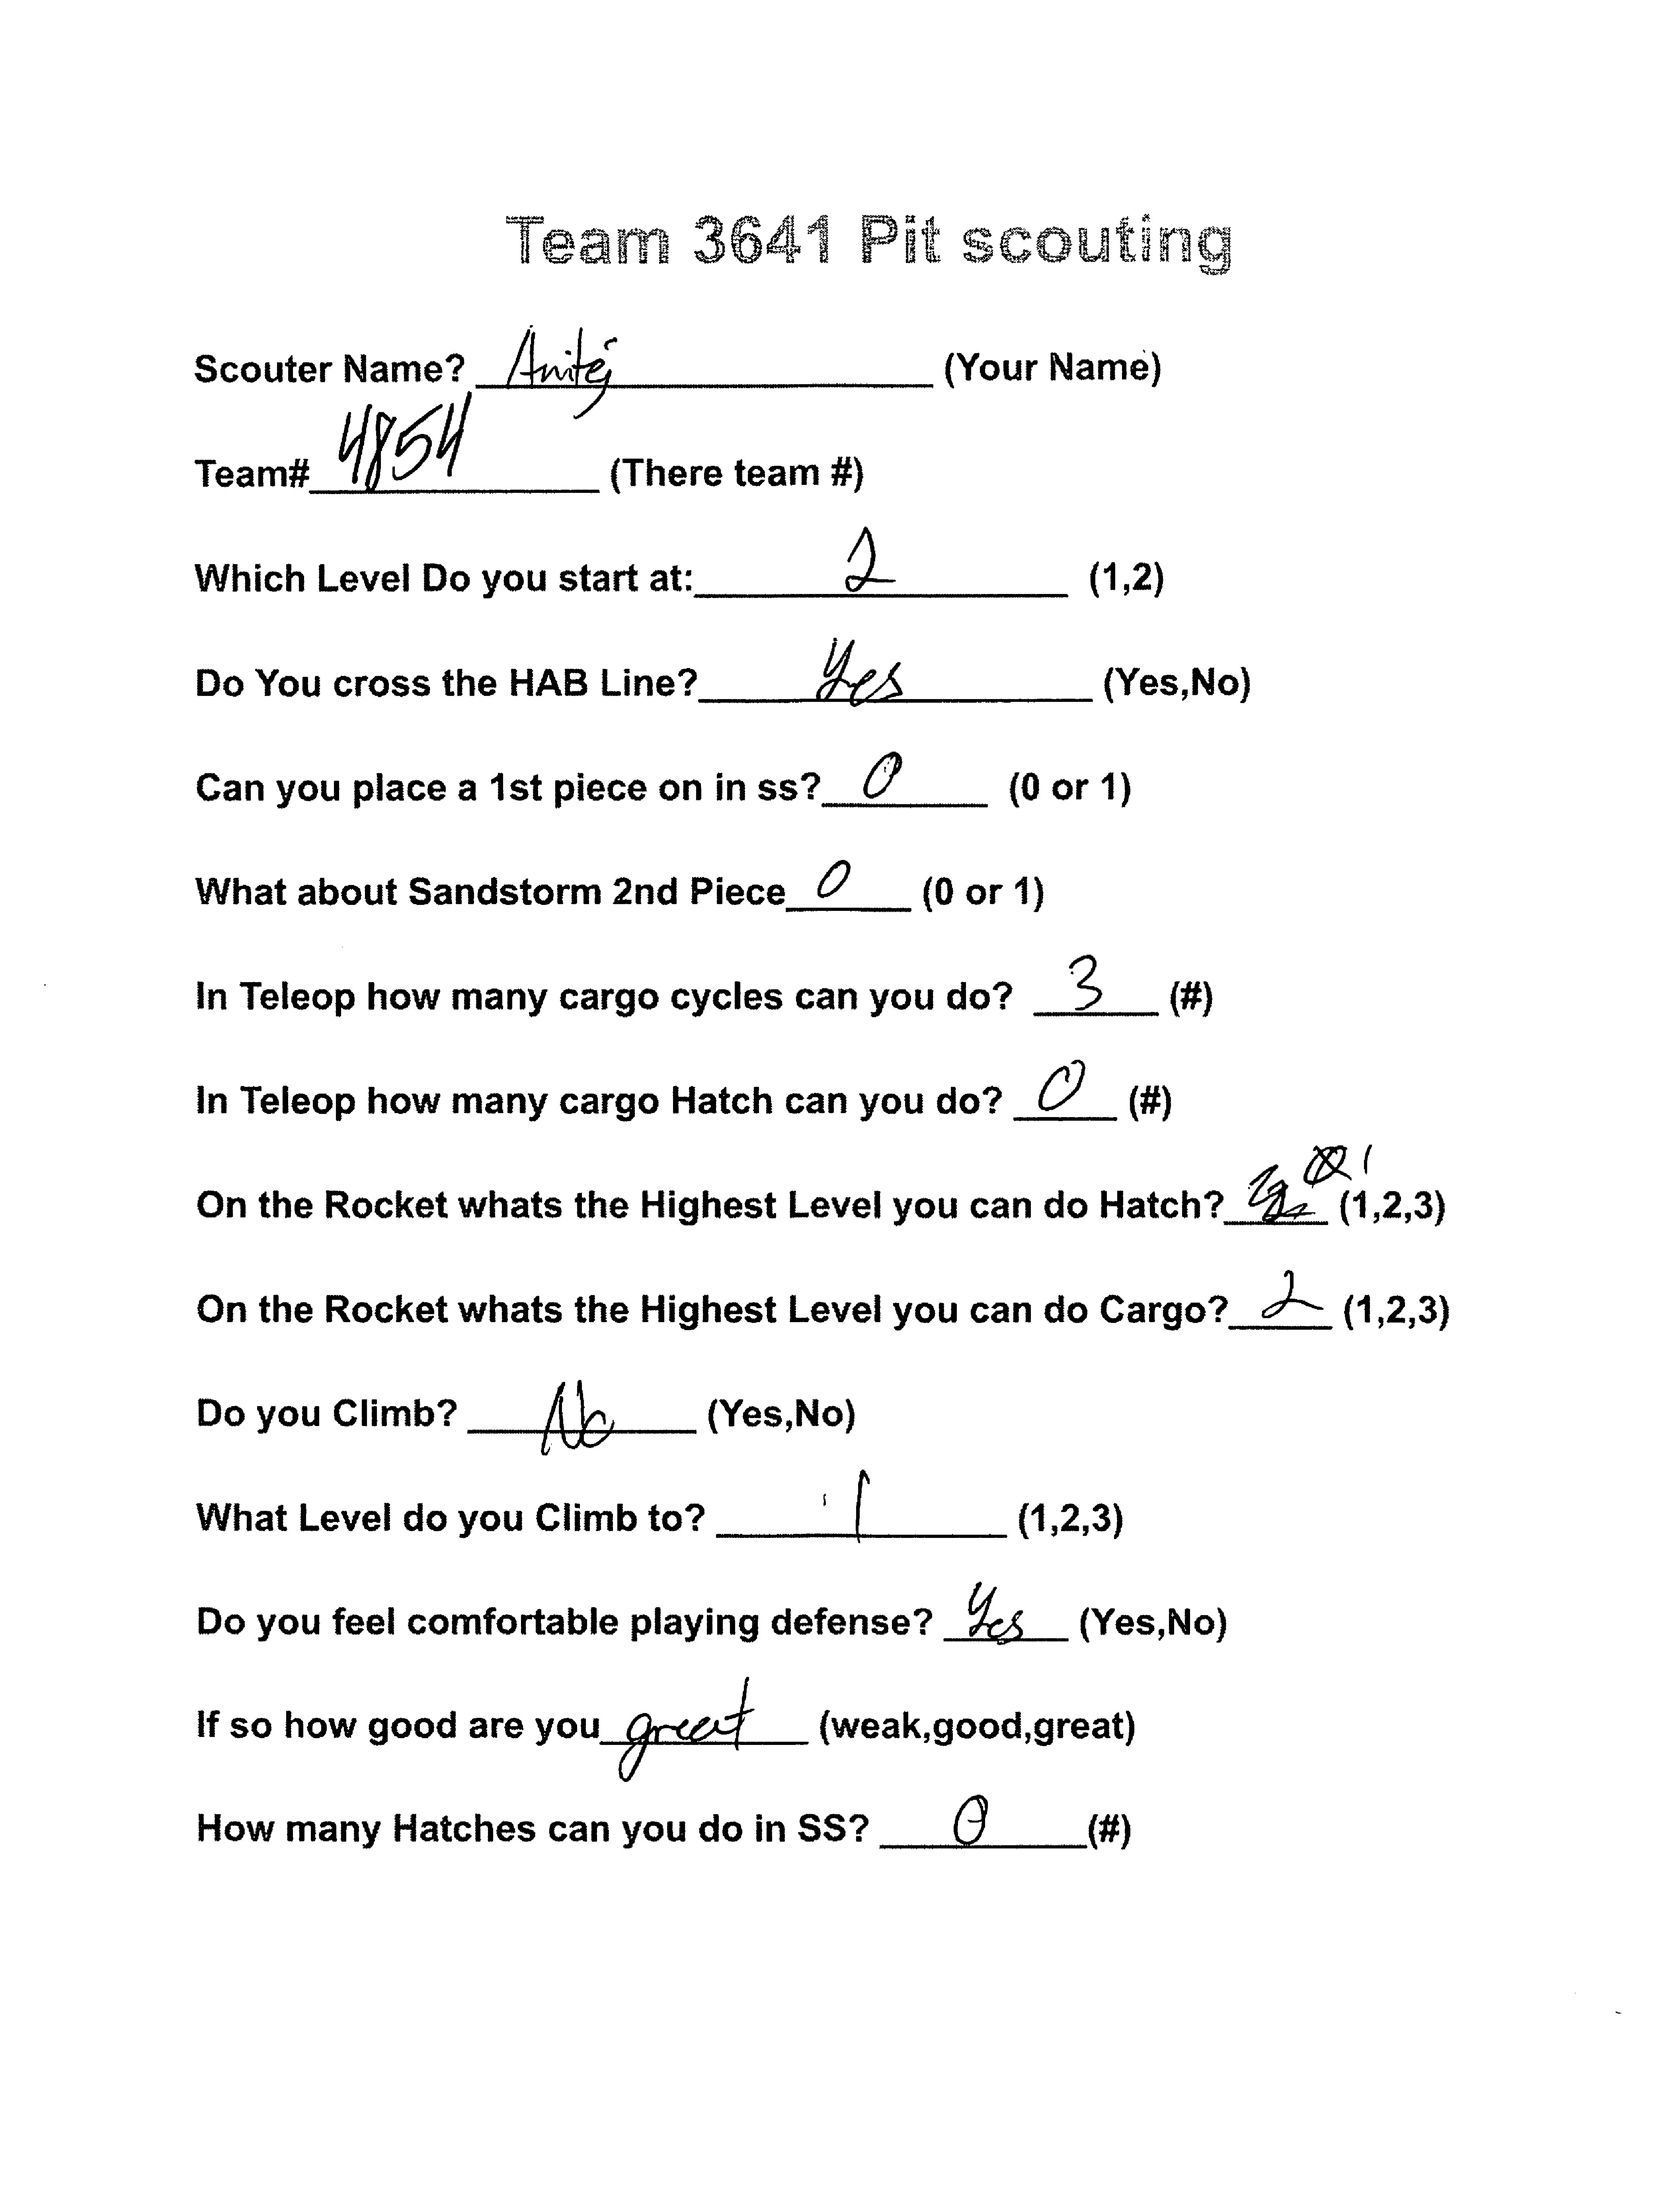 Team 3641 Pit scouting
Scouter Name? Anitej (Your Name)
Team# 4854 (There team #)
Which Level Do you start at: 2 (1,2)
Do You cross the HAB Line? Yes (Yes,No)
Can you place a 1st piece on in ss? 0 (0 or 1)
What about Sandstorm 2nd Piece 0 (0 or 1)
In Teleop how many cargo cycles can you do? 3 (#)
In Teleop how many cargo Hatch can you do? 0 (#)
On the Rocket whats the Highest Level you can do Hatch? 1 (1,2,3)
On the Rocket whats the Highest Level you can do Cargo? 2 (1,2,3)
Do you Climb? No (Yes,No)
What Level do you Climb to? 1 (1,2,3)
Do you feel comfortable playing defense? Yes (Yes,No)
If so how good are you great (weak,good,great)
How many Hatches can you do in SS? 0 (#)